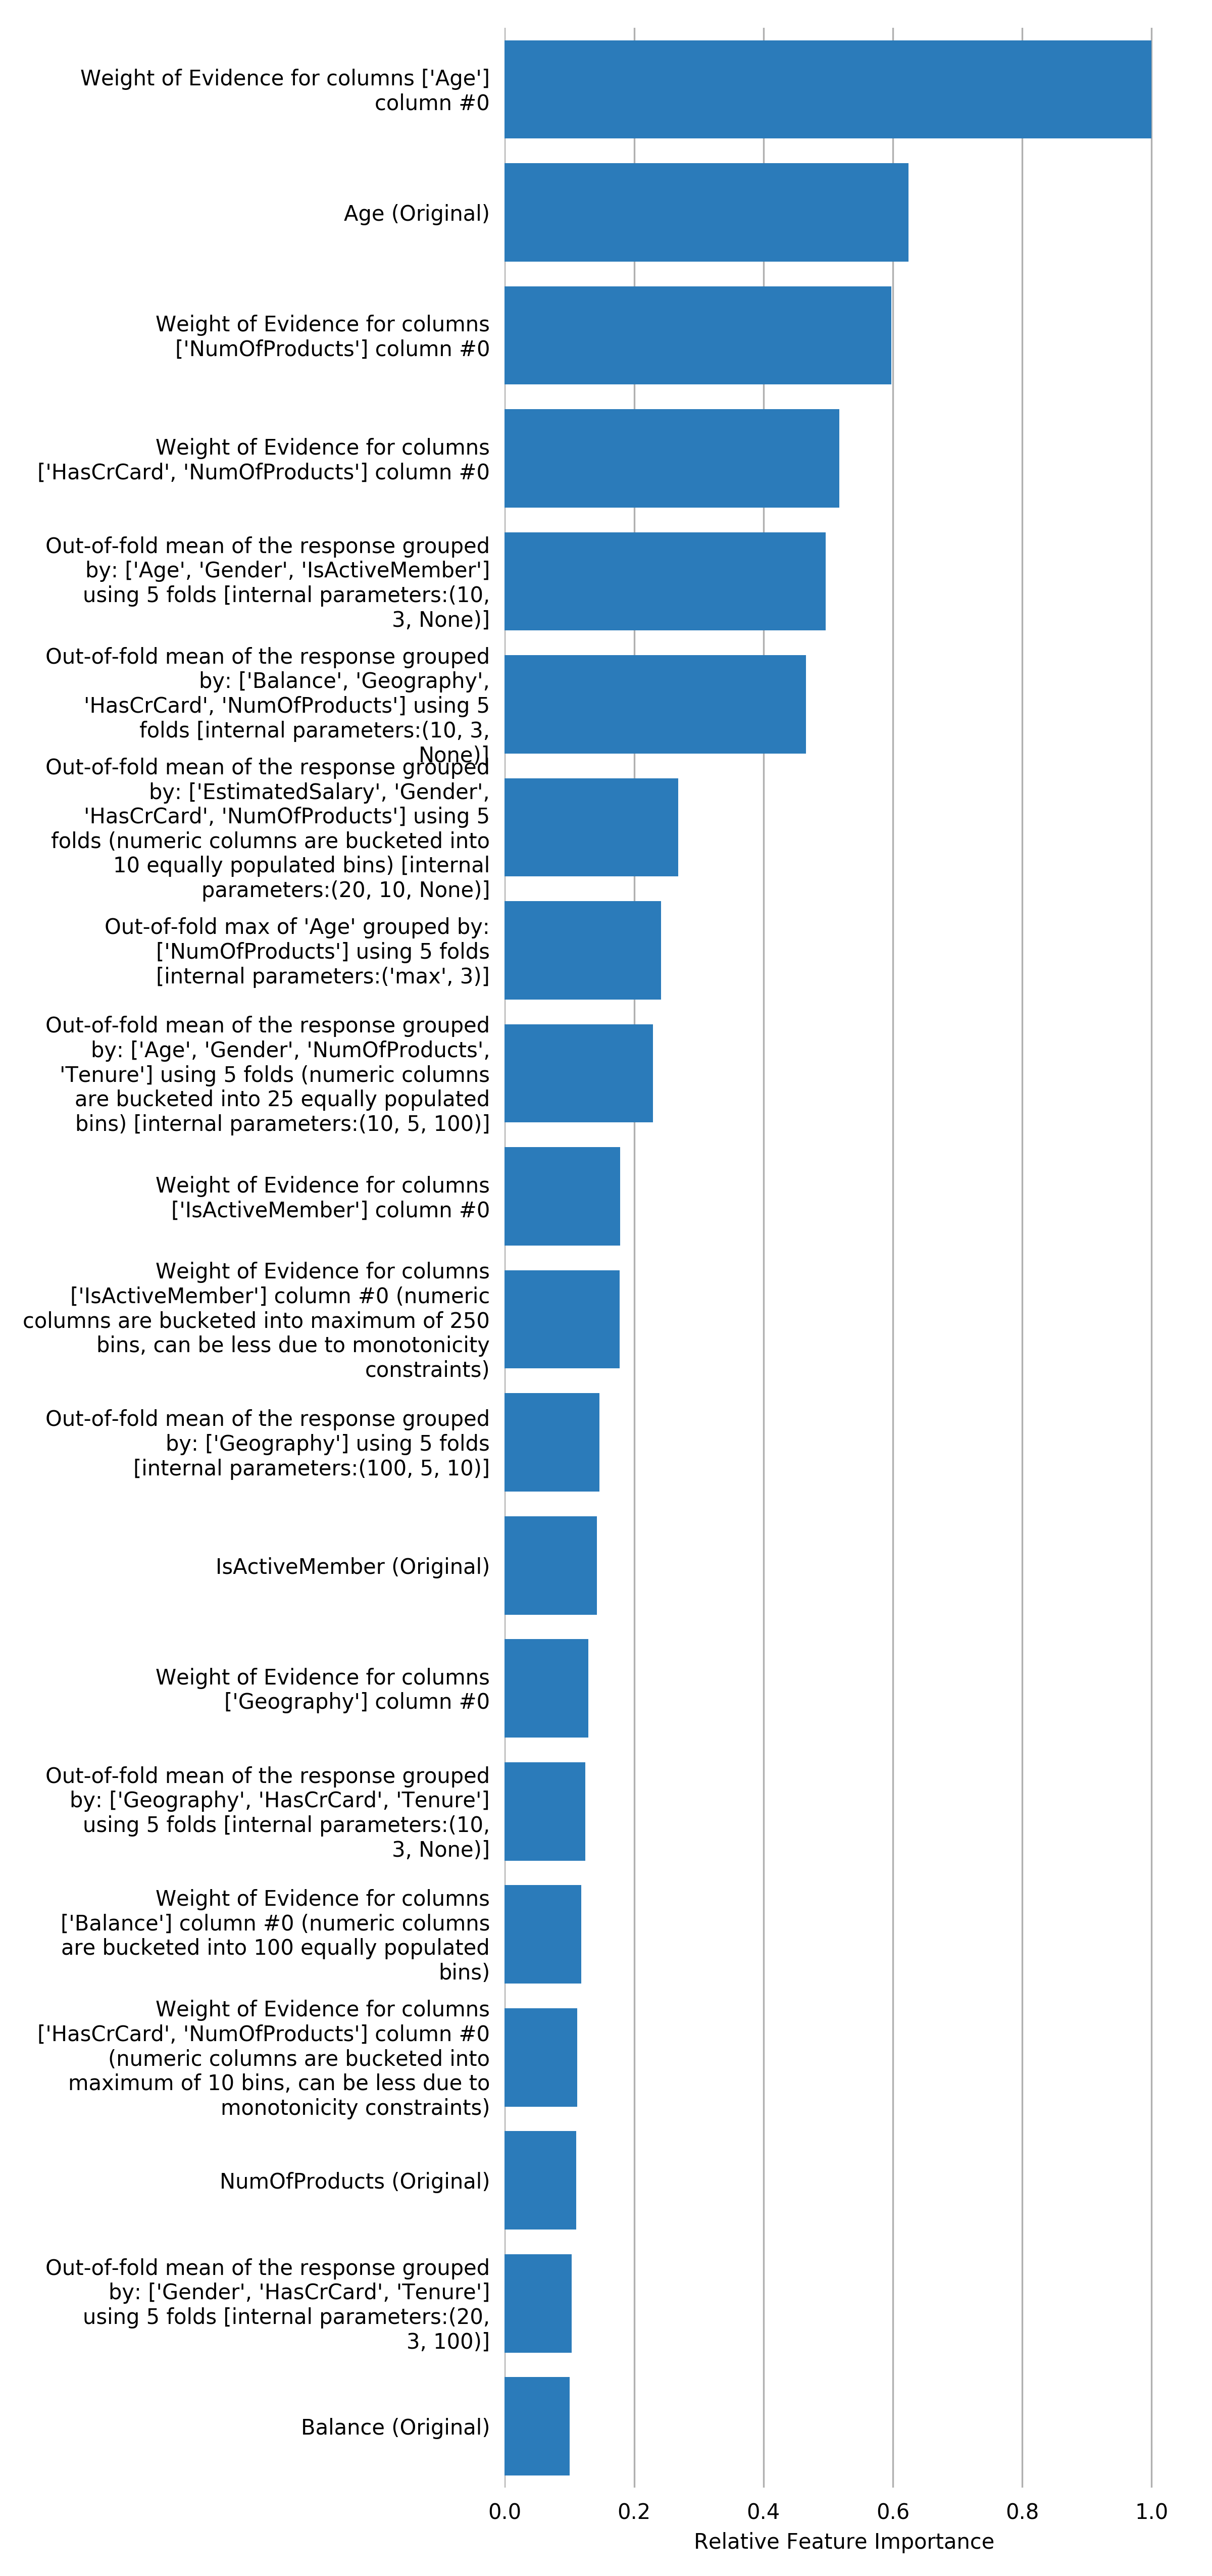 Weight of Evidence for columns ['Age']
column #0
Age (Original)
Weight of Evidence for columns
['NumOfProducts'] column #0
Weight of Evidence for columns
['HasCrCard', 'NumOfProducts'] column #0
Out-of-fold mean of the response grouped
by: ['Age', 'Gender', 'IsActiveMember']
using 5 folds [internal parameters:(10,
3, None)]
Out-of-fold mean of the response grouped
by: ['Balance', 'Geography',
'HasCrCard', 'NumOfProducts'] using 5
folds [internal parameters:(10, 3,
None)]
Out-of-fold mean of the response grouped
by: ['EstimatedSalary', 'Gender',
'HasCrCard', 'NumOfProducts'] using 5
folds (numeric columns are bucketed into
10 equally populated bins) [internal
parameters:(20, 10, None)]
Out-of-fold max of 'Age' grouped by:
['NumOfProducts'] using 5 folds
[internal parameters:('max', 3)]
Out-of-fold mean of the response grouped
by: ['Age', 'Gender', 'NumOfProducts',
'Tenure'] using 5 folds (numeric columns
are bucketed into 25 equally populated
bins) [internal parameters:(10, 5, 100)]
Weight of Evidence for columns
['IsActiveMember'] column #0
Weight of Evidence for columns
['IsActiveMember'] column #0 (numeric
columns are bucketed into maximum of 250
bins, can be less due to monotonicity
constraints)
Out-of-fold mean of the response grouped
by: ['Geography'] using 5 folds
[internal parameters:(100, 5, 10)]
IsActiveMember (Original)
Weight of Evidence for columns
['Geography'] column #0
Out-of-fold mean of the response grouped
by: ['Geography', 'HasCrCard', 'Tenure']
using 5 folds [internal parameters:(10,
3, None)]
Weight of Evidence for columns
['Balance'] column #0 (numeric columns
are bucketed into 100 equally populated
bins)
Weight of Evidence for columns
['HasCrCard', 'NumOfProducts'] column #0
(numeric columns are bucketed into
maximum of 10 bins, can be less due to
monotonicity constraints)
NumOfProducts (Original)
Out-of-fold mean of the response grouped
by: ['Gender', 'HasCrCard', 'Tenure']
using 5 folds [internal parameters:(20,
3, 100)]
Balance (Original)
0.0 0.2 0.4 0.6 0.8 1.0
Relative Feature Importance